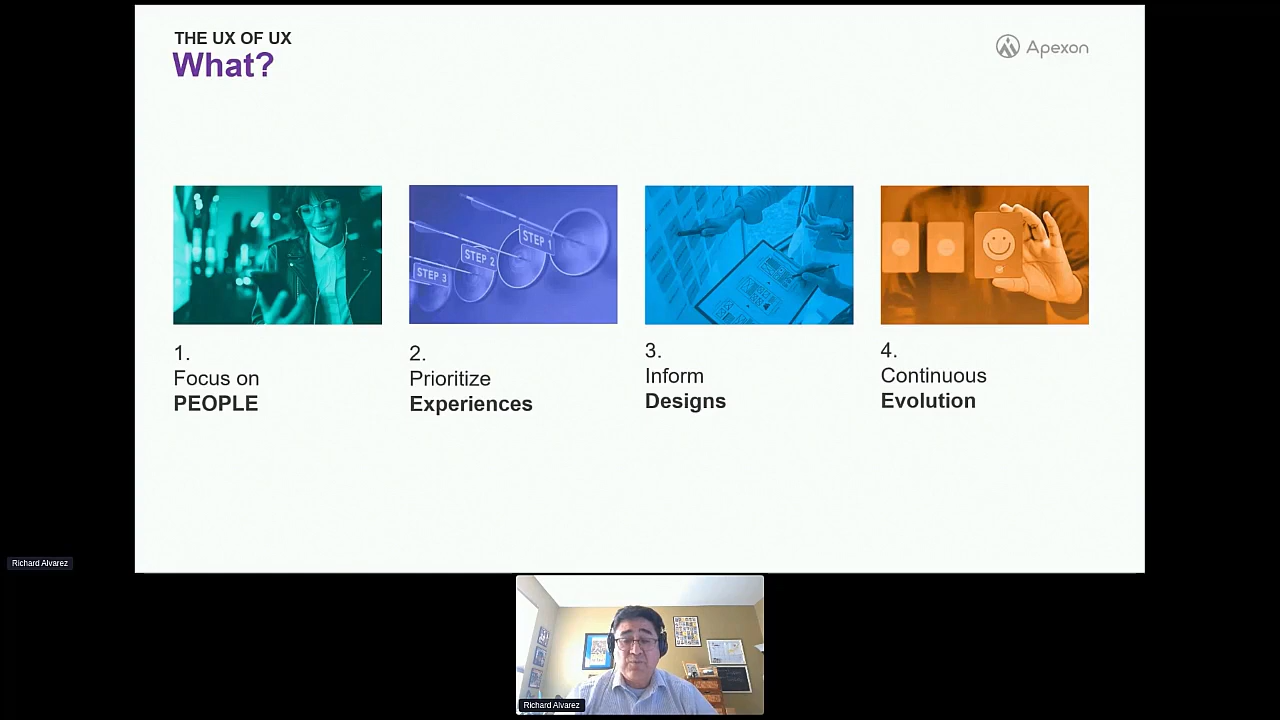 THE UX OF UX
What?
Apexon
STEP 1
STEP 2
STEP 3
1.
Focus on
PEOPLE
2.
Prioritize
Experiences
3.
Inform
Designs
4.
Continuous
Evolution
Richard Alvarez
Richard Alvarez